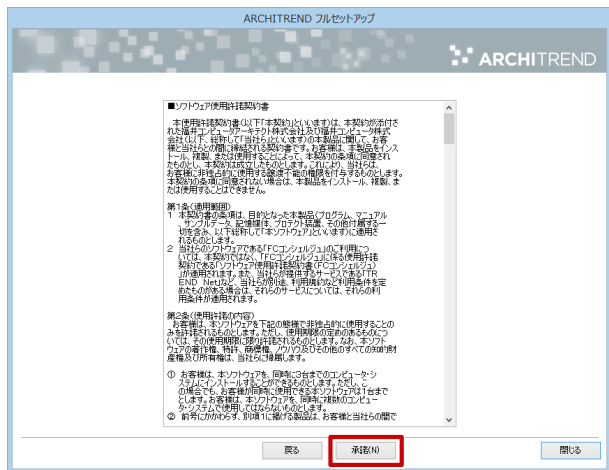 ARCHITREND フルセットアップ
ARCHITREND
■ソフトウェア使用許諾契約書
本使用許諾契約書(以下「本契約」といいます)は、本契約が添付さ
れた福井コンピュータアーキテクト株式会社及び福井コンピュータ株式
会社(以下、総称して「当社ら」といいます)の本製品に関して、お客
様と当社らとの間に締結される契約書です。お客様は、本製品をインス
トール、複製、または使用することによって、本契約の条項に同意され
たものとし、本契約は成立したものとします。これにより、当社らは、
お客様に非独占的に使用する譲渡不能の権限を付与するものとします。
本契約の条項に同意されない場合は、本製品をインストール、複製、ま
たは使用することはできません。
第1条(適用範囲)
1 本契約書の条項は、目的となった本製品(プログラム、マニュアル
、サンプルデータ、記憶媒体、プロテクト装置、その他付属する一
切を含み、以下総称して「本ソフトウェア」といいます)に適用さ
れるものとします。
2 当社らのソフトウェアである「FCコンシェルジュ」のご利用につ
いては、本契約ではなく、「FCコンシェルジュ」に係る使用許諾
契約である「ソフトウェア使用許諾契約書(FCコンシェルジュ)
」が適用されます。また、当社らが提供するサービスである「TR
END Net」など、当社らが別途、利用規約など利用条件を定
めたものがある場合は、それらのサービスについては、それらの利
用条件が適用されます。
第2条(使用許諾の内容)
お客様は、本ソフトウェアを下記の態様で非独占的に使用することの
みを許諾されるものとします。ただし、使用期限の定めのあるものにつ
いては、その使用期限に限り許諾されるものとします。なお、本ソフト
ウェアの著作権、特許、商標権、ノウハウ及びその他のすべての知的財
産権及び所有権は、当社らに帰属します。
① お客様は、本ソフトウェアを、同時に3台までのコンピュータ・シ
ステムにインストールすることができるものとします。ただし、こ
の場合でも、お客様が同時に使用できる本ソフトウェアは1台まで
とします。お客様は、本ソフトウェアを、同時に複数のコンピュー
タ・システムで使用してはならないものとします。
② 前号にかかわらず、別項1に掲げる製品は、お客様と当社らの間で
戻る
承諾(N)
閉じる